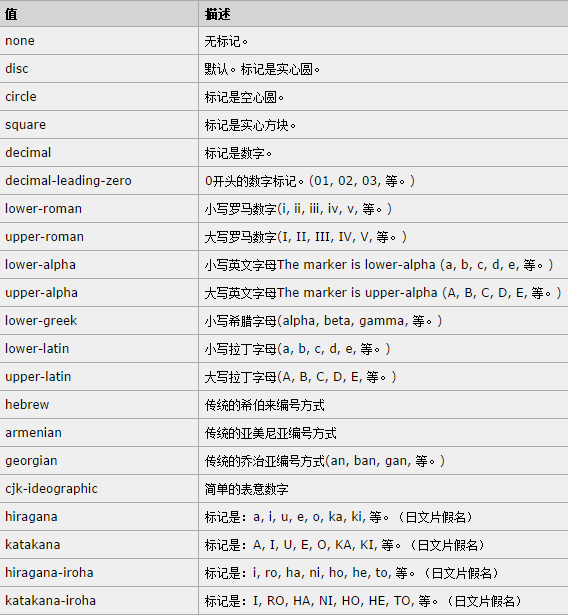 值 描述
none 无标记。
disc 默认。标记是实心圆。
circle 标记是空心圆。
square 标记是实心方块。
decimal 标记是数字。
decimal-leading-zero 0开头的数字标记。(01, 02, 03, 等。)
lower-roman 小写罗马数字(i, ii, iii, iv, v, 等。)
upper-roman 大写罗马数字(I, II, III, IV, V, 等。)
lower-alpha 小写英文字母The marker is lower-alpha (a, b, c, d, e, 等。)
upper-alpha 大写英文字母The marker is upper-alpha (A, B, C, D, E, 等。)
lower-greek 小写希腊字母(alpha, beta, gamma, 等。)
lower-latin 小写拉丁字母(a, b, c, d, e, 等。)
upper-latin 大写拉丁字母(A, B, C, D, E, 等。)
hebrew 传统的希伯来编号方式
armenian 传统的亚美尼亚编号方式
georgian 传统的乔治亚编号方式(an, ban, gan, 等。)
cjk-ideographic 简单的表意数字
hiragana 标记是：a, i, u, e, o, ka, ki, 等。（日文片假名）
katakana 标记是：A, I, U, E, O, KA, KI, 等。（日文片假名）
hiragana-iroha 标记是：i, ro, ha, ni, ho, he, to, 等。（日文片假名）
katakana-iroha 标记是：I, RO, HA, NI, HO, HE, TO, 等。（日文片假名）